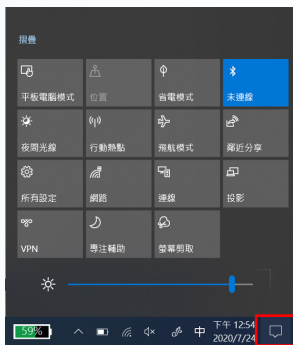 摺疊
平板電腦模式 位置 省電模式 未連線
夜間光線 行動熱點 飛航模式 鄰近分享
所有設定 網路 連線 投影
VPN 專注輔助 螢幕剪取
59% 中 下午 12:54
2020/7/24